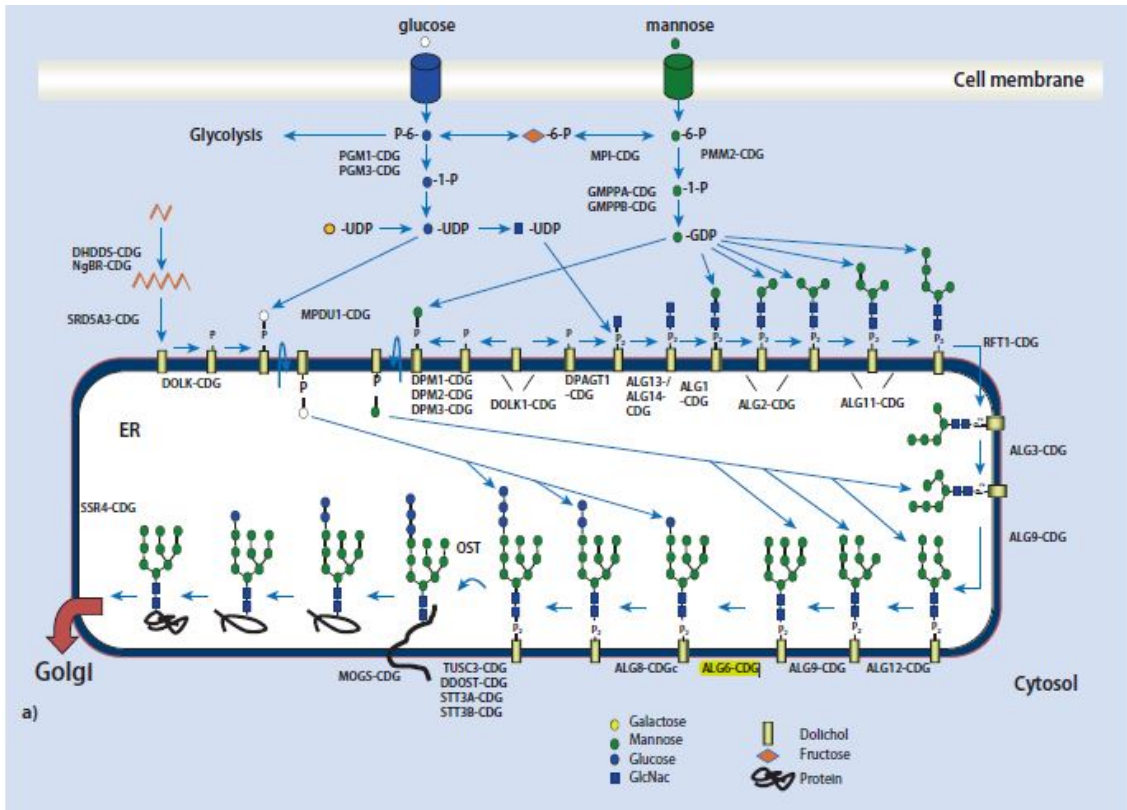 glucose
mannose
Cell membrane
Glycolysis
P-6-
-6-P
-6-P
PGM1-CDG
PGM3-CDG
MPI-CDG
PMM2-CDG
-1-P
-1-P
GMPPA-CDG
GMPPB-CDG
-UDP
-UDP
-UDP
-GDP
DHDDS-CDG
NgBR-CDG
SRD5A3-CDG
MPDU1-CDG
P
P
P
P
P
P2
P2
P2
P2
P2
P2
P2
RFT1-CDG
DOLK-CDG
P
P
DPM1-CDG
DPM2-CDG
DPM3-CDG
DOLK1-CDG
DPAGT1
-CDG
ALG13-/
ALG14-
CDG
ALG1
-CDG
ALG2-CDG
ALG11-CDG
ER
P2
ALG3-CDG
P2
SSR4-CDG
ALG9-CDG
OST
P2
P2
P2
P2
P2
P2
Golgl
MOGS-CDG
TUSC3-CDG
DDOST-CDG
STT3A-CDG
STT3B-CDG
ALG8-CDGc
ALG6-CDG
ALG9-CDG
ALG12-CDG
Cytosol
a)
Galactose
Mannose
Glucose
GlcNac
Dolichol
Fructose
Protein